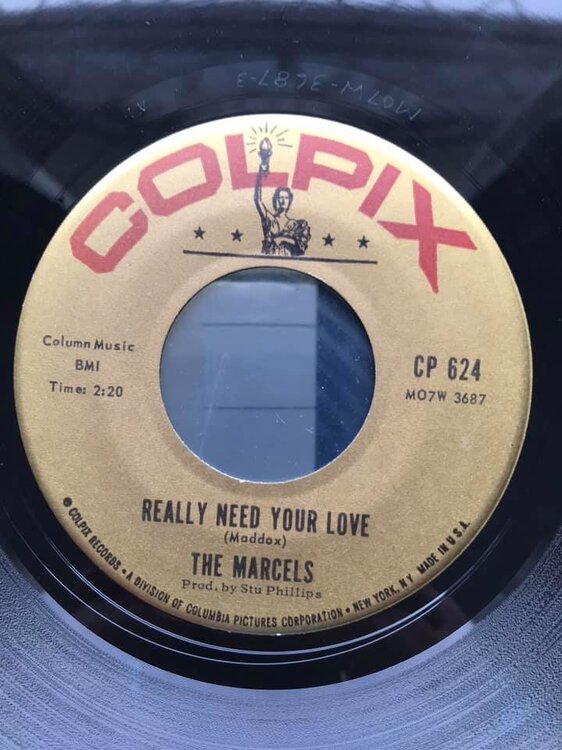 MO7W-3687-3
COLPIX
Column Music
BMI
Time: 2:20
CP 624
MO7W 3687
REALLY NEED YOUR LOVE
(Maddox)
THE MARCELS
Prod. by Stu Phillips
● COLPIX RECORDS • A DIVISION OF COLUMBIA PICTURES CORPORATION • NEW YORK, NY MADE IN U.S.A.